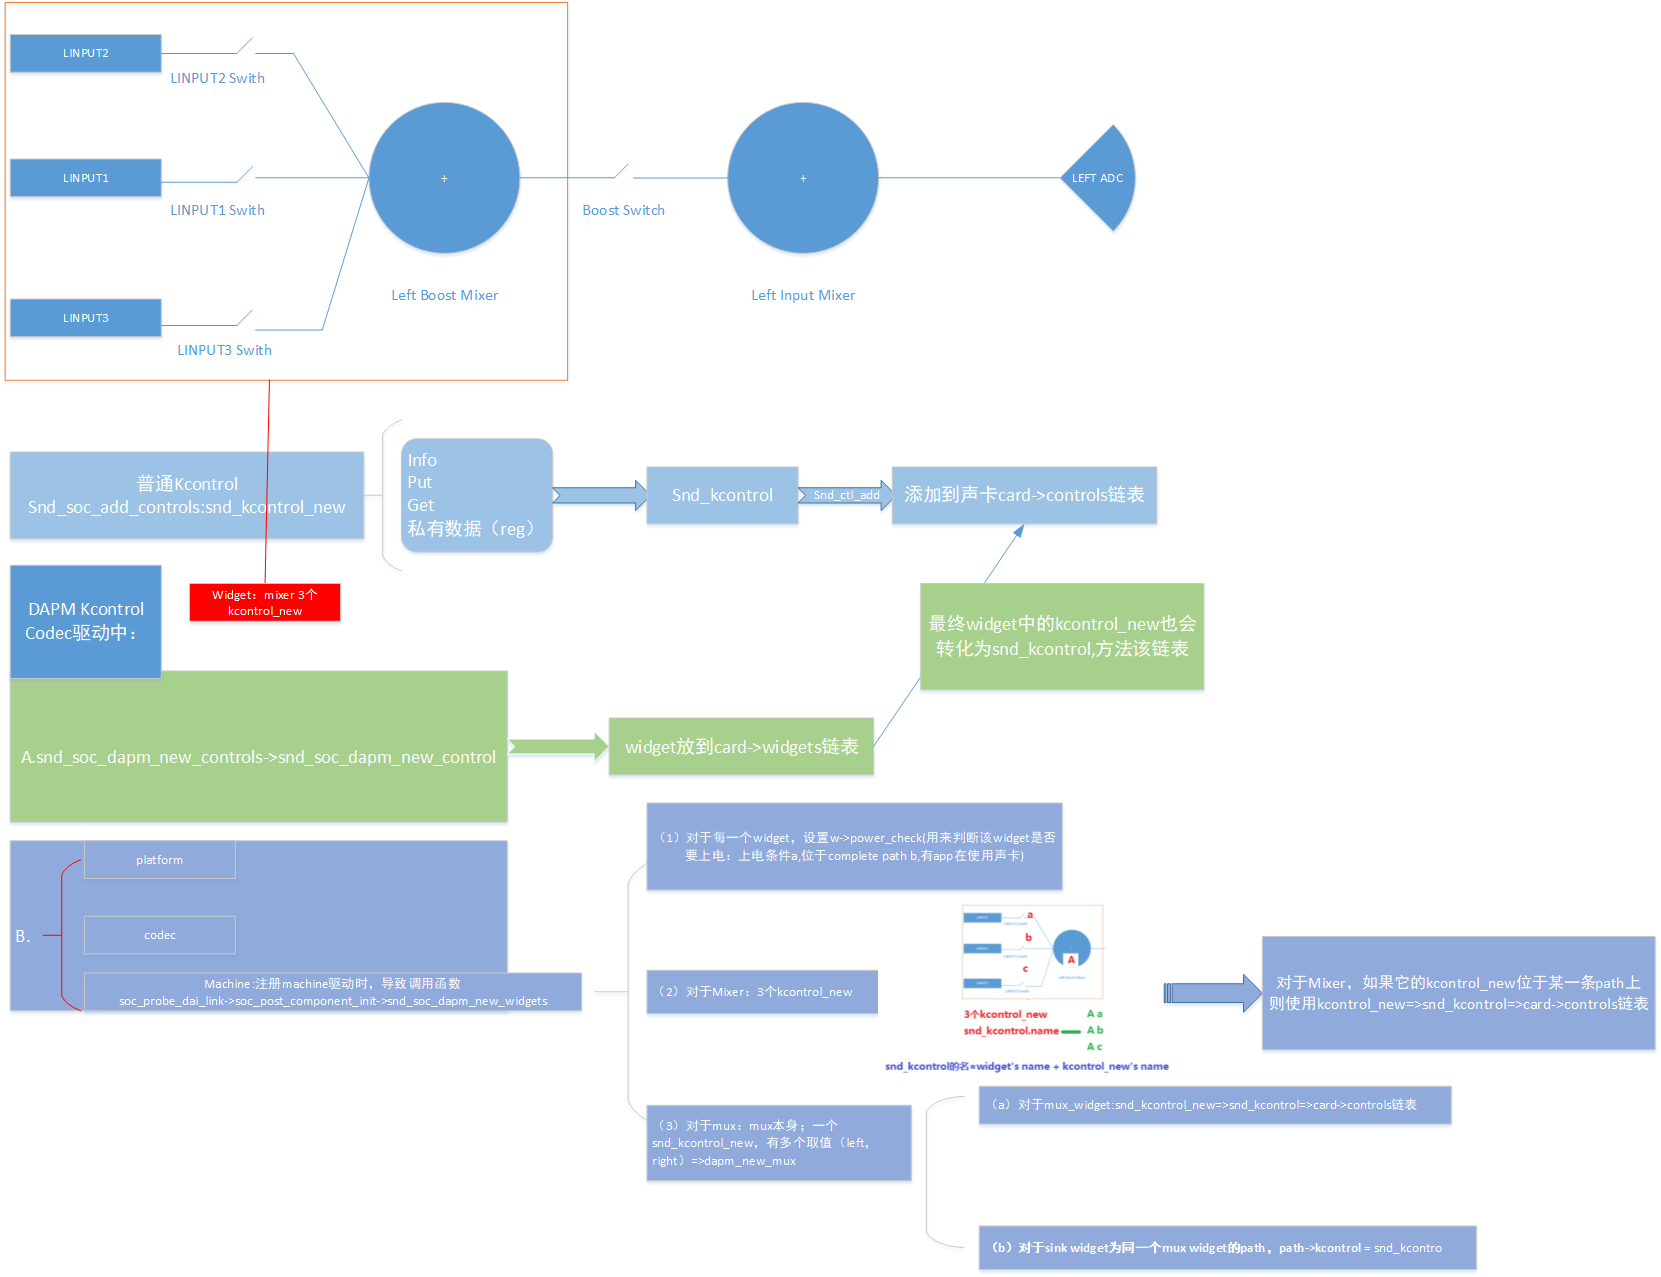 LINPUT2
LINPUT2 Swith
LINPUT1
LINPUT1 Swith
LINPUT3
LINPUT3 Swith
+
Left Boost Mixer
Boost Switch
+
Left Input Mixer
LEFT ADC
普通Kcontrol
Snd_soc_add_controls:snd_kcontrol_new
Info
Put
Get
私有数据（reg）
Snd_kcontrol
Snd_ctl_add
添加到声卡card->controls链表
Widget：mixer 3个
kcontrol_new
DAPM Kcontrol
Codec驱动中：
A.snd_soc_dapm_new_controls->snd_soc_dapm_new_control
widget放到card->widgets链表
最终widget中的kcontrol_new也会
转化为snd_kcontrol,方法该链表
B.
platform
codec
Machine:注册machine驱动时，导致调用函数
soc_probe_dai_link->soc_post_component_init->snd_soc_dapm_new_widgets
（1）对于每一个widget，设置w->power_check(用来判断该widget是否
要上电：上电条件a,位于complete path b,有app在使用声卡)
（2）对于Mixer：3个kcontrol_new
a
b
c
A
3个kcontrol_new
snd_kcontrol.name
A a
A b
A c
snd_kcontrol的名=widget's name + kcontrol_new's name
对于Mixer，如果它的kcontrol_new位于某一条path上
则使用kcontrol_new=>snd_kcontrol=>card->controls链表
（3）对于mux：mux本身；一个
snd_kcontrol_new，有多个取值（left，
right）=>dapm_new_mux
（a）对于mux_widget:snd_kcontrol_new=>snd_kcontrol=>card->controls链表
（b）对于sink widget为同一个mux widget的path，path->kcontrol = snd_kcontro